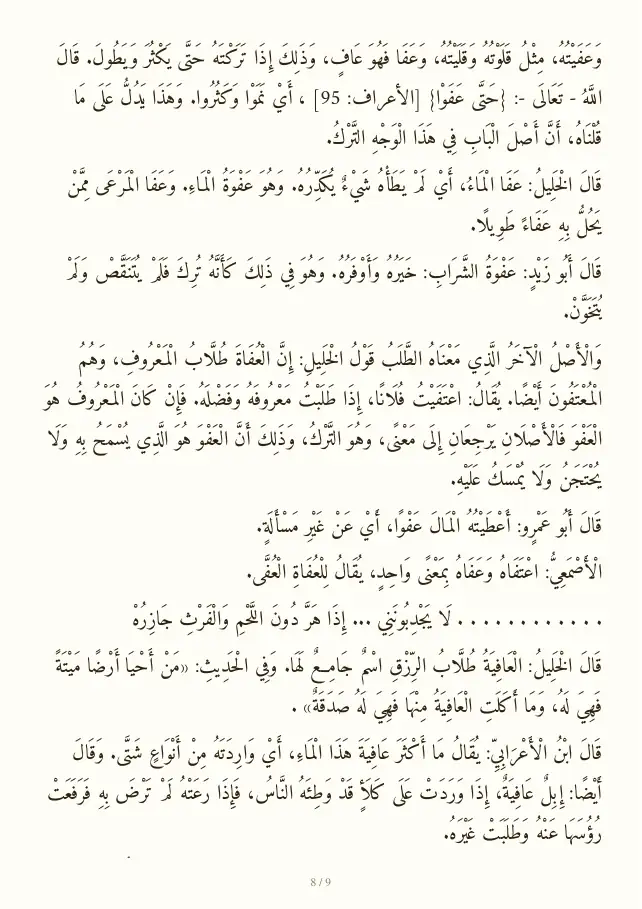 وَعَفَيْتُهُ، مِثْلُ قَلَوْتُهُ وَقَلَيْتُهُ، وَعَفَا فَهُوَ عَافٍ، وَذَلِكَ إِذَا تَرَكْتَهُ حَتَّى يَكْثُرَ وَيَطُولَ. قَالَ
اللَّهُ - تَعَالَى -: {حَتَّى عَفَوْا} [الأعراف: 95] ، أَيْ نَمَوْا وَكَثُرُوا. وَهَذَا يَدُلُّ عَلَى مَا
قُلْنَاهُ، أَنَّ أَصْلَ الْبَابِ فِي هَذَا الْوَجْهِ التَّرْكُ.
قَالَ الْخَلِيلُ: عَفَا الْمَاءُ، أَيْ لَمْ يَطَأْهُ شَيْءٌ يُكَدِّرُهُ. وَهُوَ عَفْوَةُ الْمَاءِ. وَعَفَا الْمَرْعَى مِمَّنْ
يَحُلُّ بِهِ عَفَاءً طَوِيلًا.
قَالَ أَبُو زَيْدٍ: عَفْوَةُ الشَّرَابِ: خَيْرُهُ وَأَوْفَرُهُ. وَهُوَ فِي ذَلِكَ كَأَنَّهُ تُرِكَ فَلَمْ يُتَنَقَّصْ وَلَمْ
يُتَخَوَّنْ.
وَالْأَصْلُ الْآخَرُ الَّذِي مَعْنَاهُ الطَّلَبُ قَوْلُ الْخَلِيلِ: إِنَّ الْعُفَاةَ طُلَّابُ الْمَعْرُوفِ، وَهُمُ
الْمُعْتَفُونَ أَيْضًا. يُقَالُ: اعْتَفَيْتُ فُلَانًا، إِذَا طَلَبْتُ مَعْرُوفَهُ وَفَضْلَهُ. فَإِنْ كَانَ الْمَعْرُوفُ هُوَ
الْعَفْوَ فَالْأَصْلَانِ يَرْجِعَانِ إِلَى مَعْنًى، وَهُوَ التَّرْكُ، وَذَلِكَ أَنَّ الْعَفْوَ هُوَ الَّذِي يُسْمَحُ بِهِ وَلَا
يُحْتَجَنُ وَلَا يُمْسَكُ عَلَيْهِ.
قَالَ أَبُو عَمْرٍو: أَعْطَيْتُهُ الْمَالَ عَفْوًا، أَيْ عَنْ غَيْرِ مَسْأَلَةٍ.
الْأَصْمَعِيُّ: اعْتَفَاهُ وَعَفَاهُ بِمَعْنًى وَاحِدٍ، يُقَالُ لِلْعُفَاةِ الْعُفَّى.
. . . . . . . . . . . . لَا يَجْدِبُونَنِي ... إِذَا هَرَّ دُونَ اللَّحْمِ وَالْفَرْثِ جَازِرُهْ
قَالَ الْخَلِيلُ: الْعَافِيَةُ طُلَّابُ الرِّزْقِ اسْمٌ جَامِعٌ لَهَا. وَفِي الْحَدِيثِ: «مَنْ أَحْيَا أَرْضًا مَيْتَةً
فَهِيَ لَهُ، وَمَا أَكَلَتِ الْعَافِيَةُ مِنْهَا فَهِيَ لَهُ صَدَقَةٌ» .
قَالَ ابْنُ الْأَعْرَابِيِّ: يُقَالُ مَا أَكْثَرَ عَافِيَةَ هَذَا الْمَاءِ، أَيْ وَارِدَتَهُ مِنْ أَنْوَاعٍ شَتَّى. وَقَالَ
أَيْضًا: إِبِلٌ عَافِيَةٌ، إِذَا وَرَدَتْ عَلَى كَلَأٍ قَدْ وَطِئَهُ النَّاسُ، فَإِذَا رَعَتْهُ لَمْ تَرْضَ بِهِ فَرَفَعَتْ
رُؤُسَهَا عَنْهُ وَطَلَبَتْ غَيْرَهُ.
8 / 9